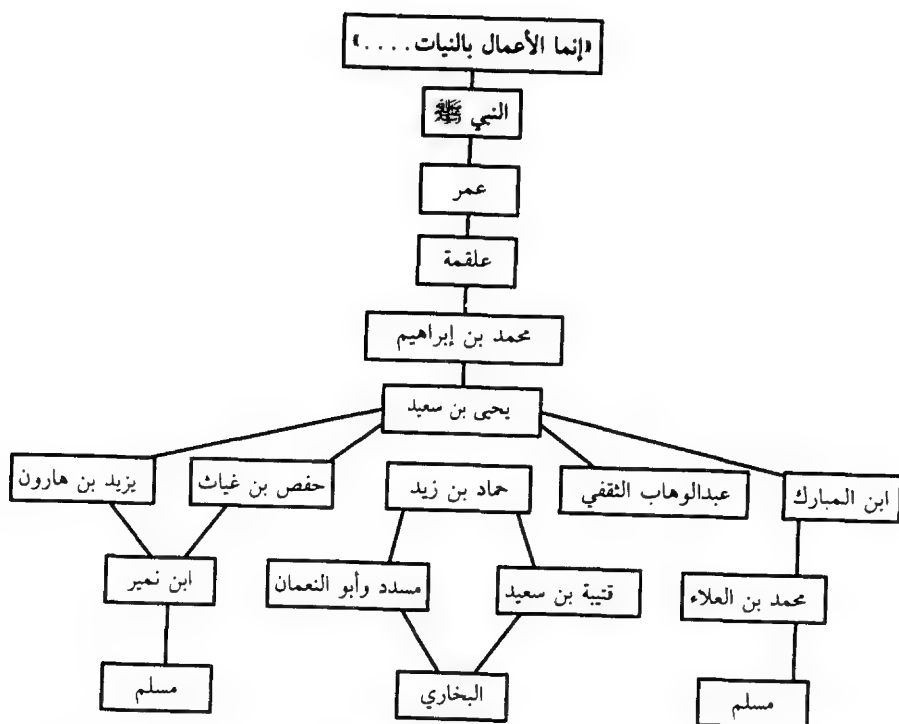 «إنما الأعمال بالنيات....»
النبي ﷺ
عمر
علقمة
محمد بن إبراهيم
يحيى بن سعيد
ابن المبارك
عبدالوهاب الثقفي
حماد بن زيد
حفص بن غياث
يزيد بن هارون
محمد بن العلاء
قتيبة بن سعيد
مسدد وأبو النعمان
ابن نمير
مسلم
البخاري
مسلم